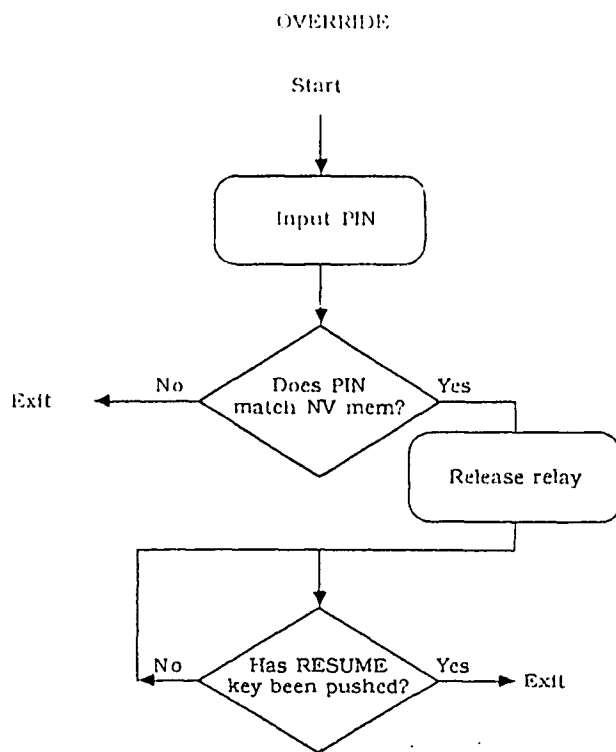 OVERRIDE
Start
Input PIN
Does PIN
match NV mem?
No
Yes
Exit
Release relay
Has RESUME
key been pushed?
No
Yes
Exit